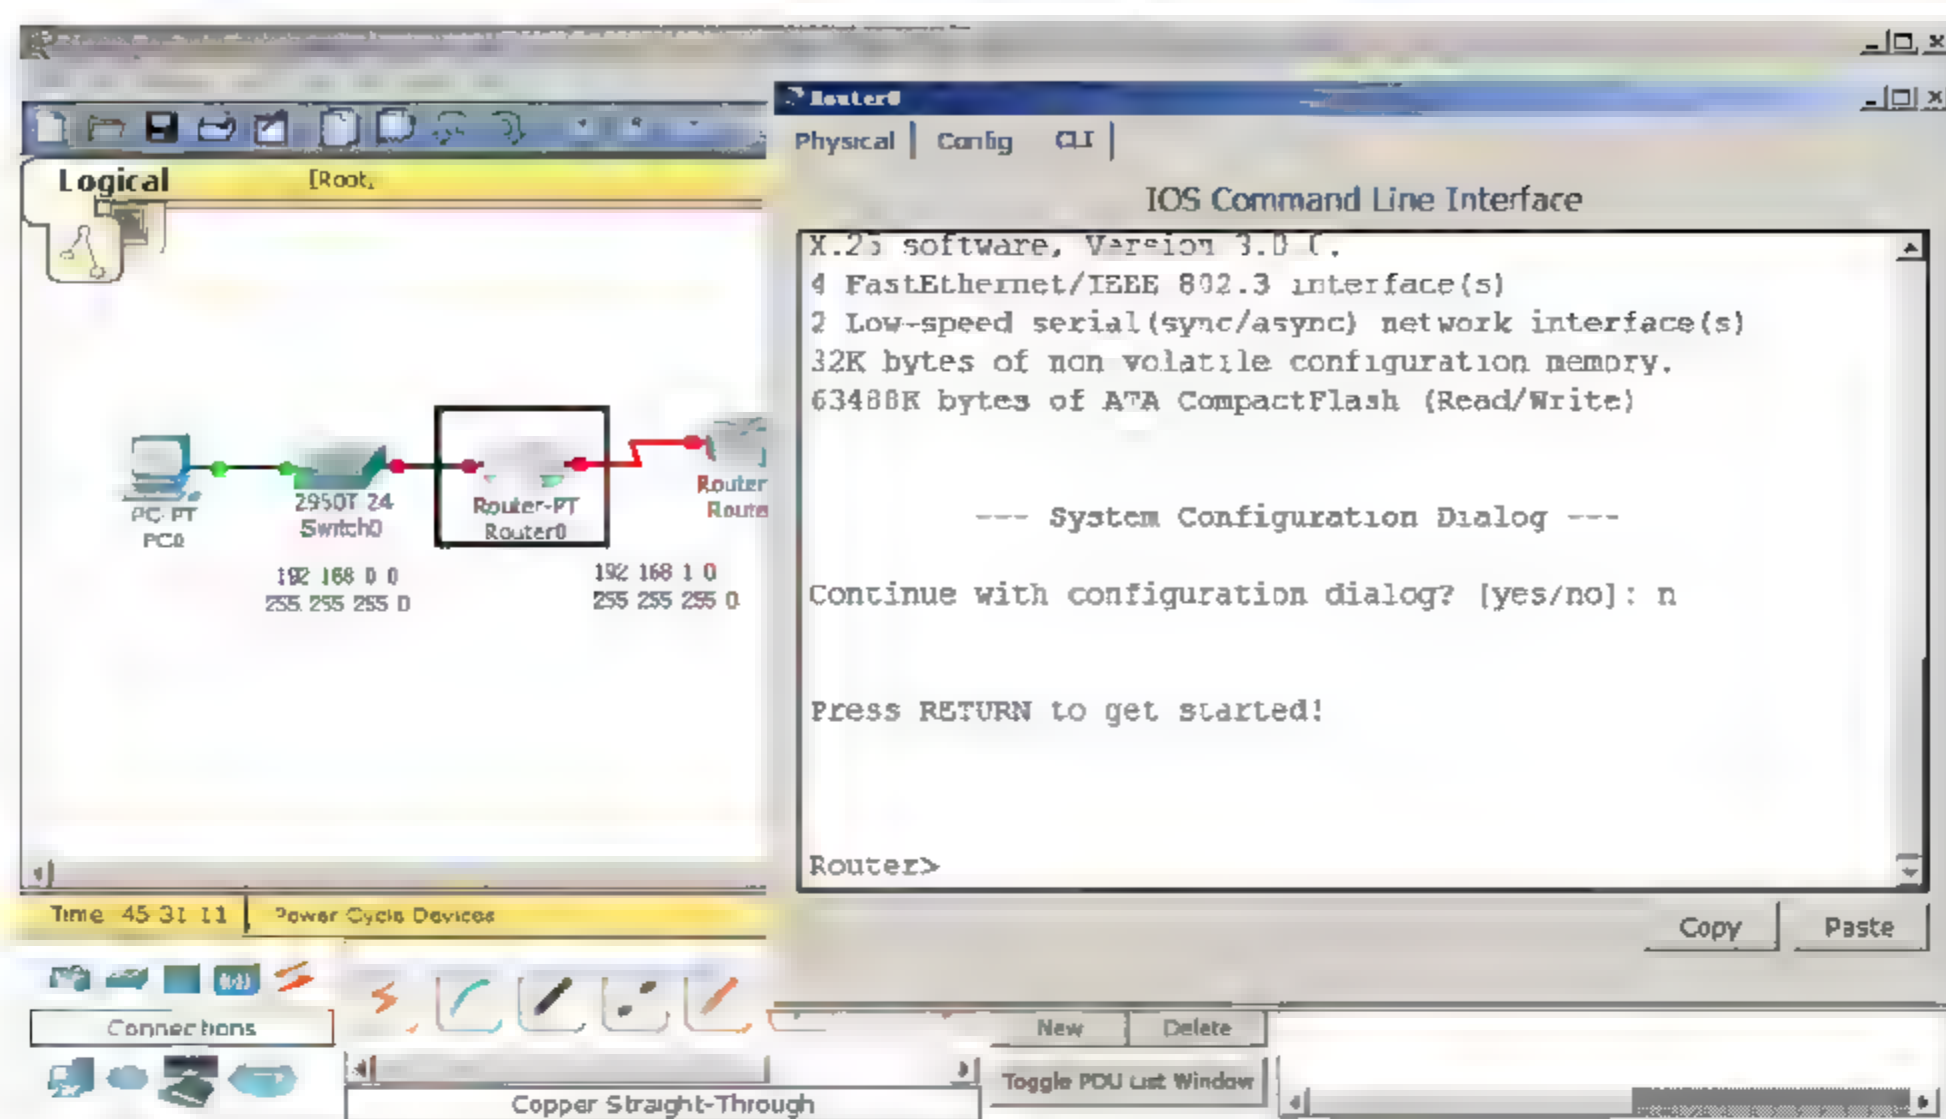 Router0
Physical Config CLI
IOS Command Line Interface
Logical
[Root]
X.25 software, Version 3.0.0.
4 FastEthernet/IEEE 802.3 interface(s)
2 Low-speed serial(sync/async) network interface(s)
32K bytes of non-volatile configuration memory.
63488K bytes of ATA CompactFlash (Read/Write)
--- System Configuration Dialog ---
Continue with configuration dialog? [yes/no]: n
Press RETURN to get started!
Router>
PC-PT
PC0
2950T-24
Switch0
Router-PT
Router0
Router
Route
192.168.0.0
255.255.255.0
192.168.1.0
255.255.255.0
Copy Paste
Time: 45:31:11 Power Cycle Devices
Connections
New Delete
Toggle PDU List Window
Copper Straight-Through